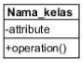 Nama_kelas
-attribute
+operation()